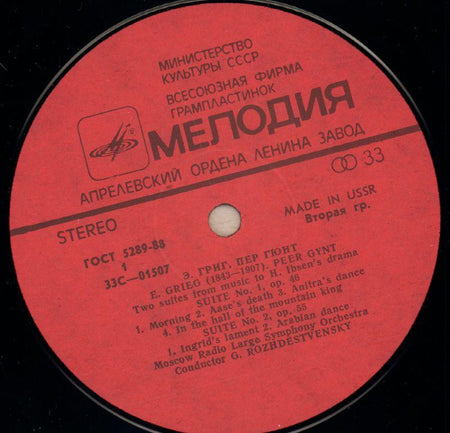 МИНИСТЕРСТВО
КУЛЬТУРЫ СССР
ВСЕСОЮЗНАЯ ФИРМА
ГРАМПЛАСТИНОК
МЕЛОДИЯ
АПРЕЛЕВСКИЙ ОРДЕНА ЛЕНИНА ЗАВОД
33
STEREO
MADE IN USSR
Вторая гр.
ГОСТ 5289-88
1
33С—01507
Э. ГРИГ. ПЕР ГЮНТ
E. GRIEG (1843—1907). PEER GYNT
Two suites from music to H. Ibsen's drama
SUITE No. 1, op. 46
1. Morning 2. Aase's death 3. Anitra's dance
4. In the hall of the mountain king
SUITE No. 2, op. 55
1. Ingrid's lament 2. Arabian dance
Moscow Radio Large Symphony Orchestra
Conductor G. ROZHDESTVENSKY